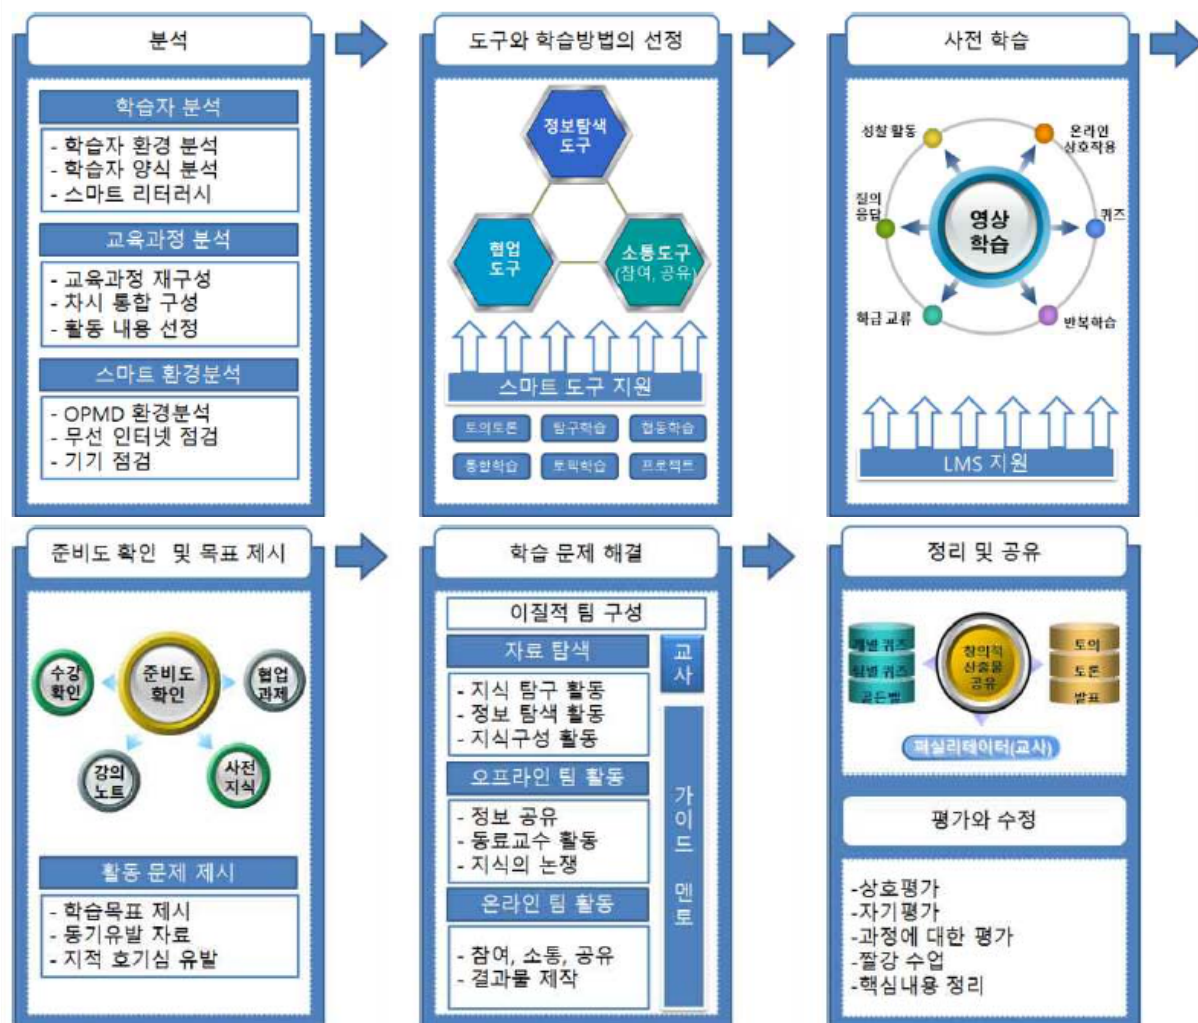 분석
학습자 분석
- 학습자 환경 분석
- 학습자 양식 분석
- 스마트 리터러시
교육과정 분석
- 교육과정 재구성
- 차시 통합 구성
- 활동 내용 선정
스마트 환경분석
- OPMD 환경분석
- 무선 인터넷 점검
- 기기 점검
도구와 학습방법의 선정
정보탐색
도구
협업
도구
소통도구
(참여, 공유)
스마트 도구 지원
토의토론
탐구학습
협동학습
통합학습
토픽학습
프로젝트
사전 학습
성찰 활동
온라인
상호작용
질의
응답
영상
학습
퀴즈
학급 교류
반복학습
LMS 지원
준비도 확인 및 목표 제시
수강
확인
준비도
확인
협업
과제
강의
노트
사전
지식
활동 문제 제시
- 학습목표 제시
- 동기유발 자료
- 지적 호기심 유발
학습 문제 해결
이질적 팀 구성
자료 탐색
- 지식 탐구 활동
- 정보 탐색 활동
- 지식구성 활동
오프라인 팀 활동
- 정보 공유
- 동료교수 활동
- 지식의 논쟁
온라인 팀 활동
- 참여, 소통, 공유
- 결과물 제작
교사
가이드 멘토
정리 및 공유
개별 퀴즈
팀별 퀴즈
골든벨
창의적
산출물
공유
토의
토론
발표
퍼실리테이터(교사)
평가와 수정
-상호평가
-자기평가
-과정에 대한 평가
-짤강 수업
-핵심내용 정리